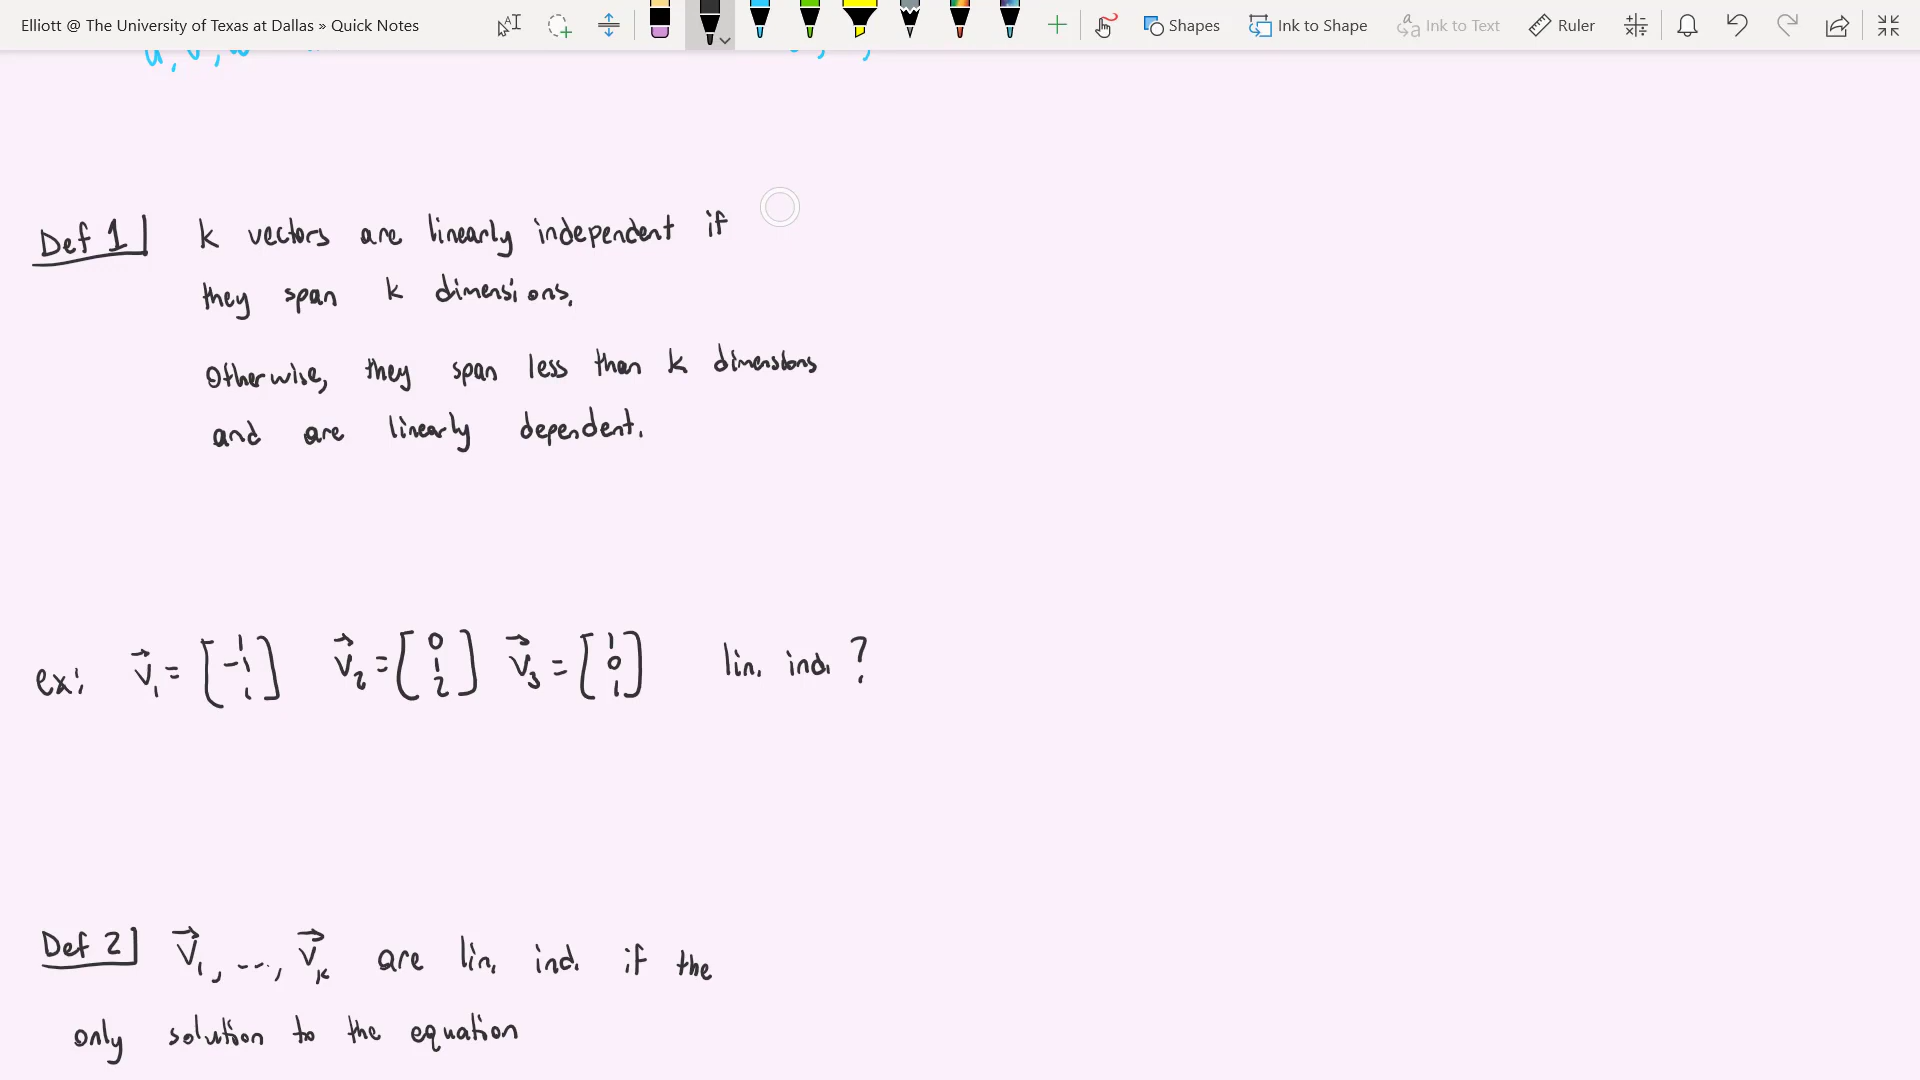 Elliott @ The University of Texas at Dallas » Quick Notes
Shapes
Ink to Shape
Ink to Text
Ruler
Def 1 k vectors are linearly independent if
they span k dimensions.
Otherwise, they span less than k dimensions
and are linearly dependent.
ex: v⃗₁ = [1 -1 1] v⃗₂ = [0 1 2] v⃗₃ = [1 0 1] lin. ind. ?
Def 2 v⃗₁, ..., v⃗ₖ are lin. ind. if the
only solution to the equation